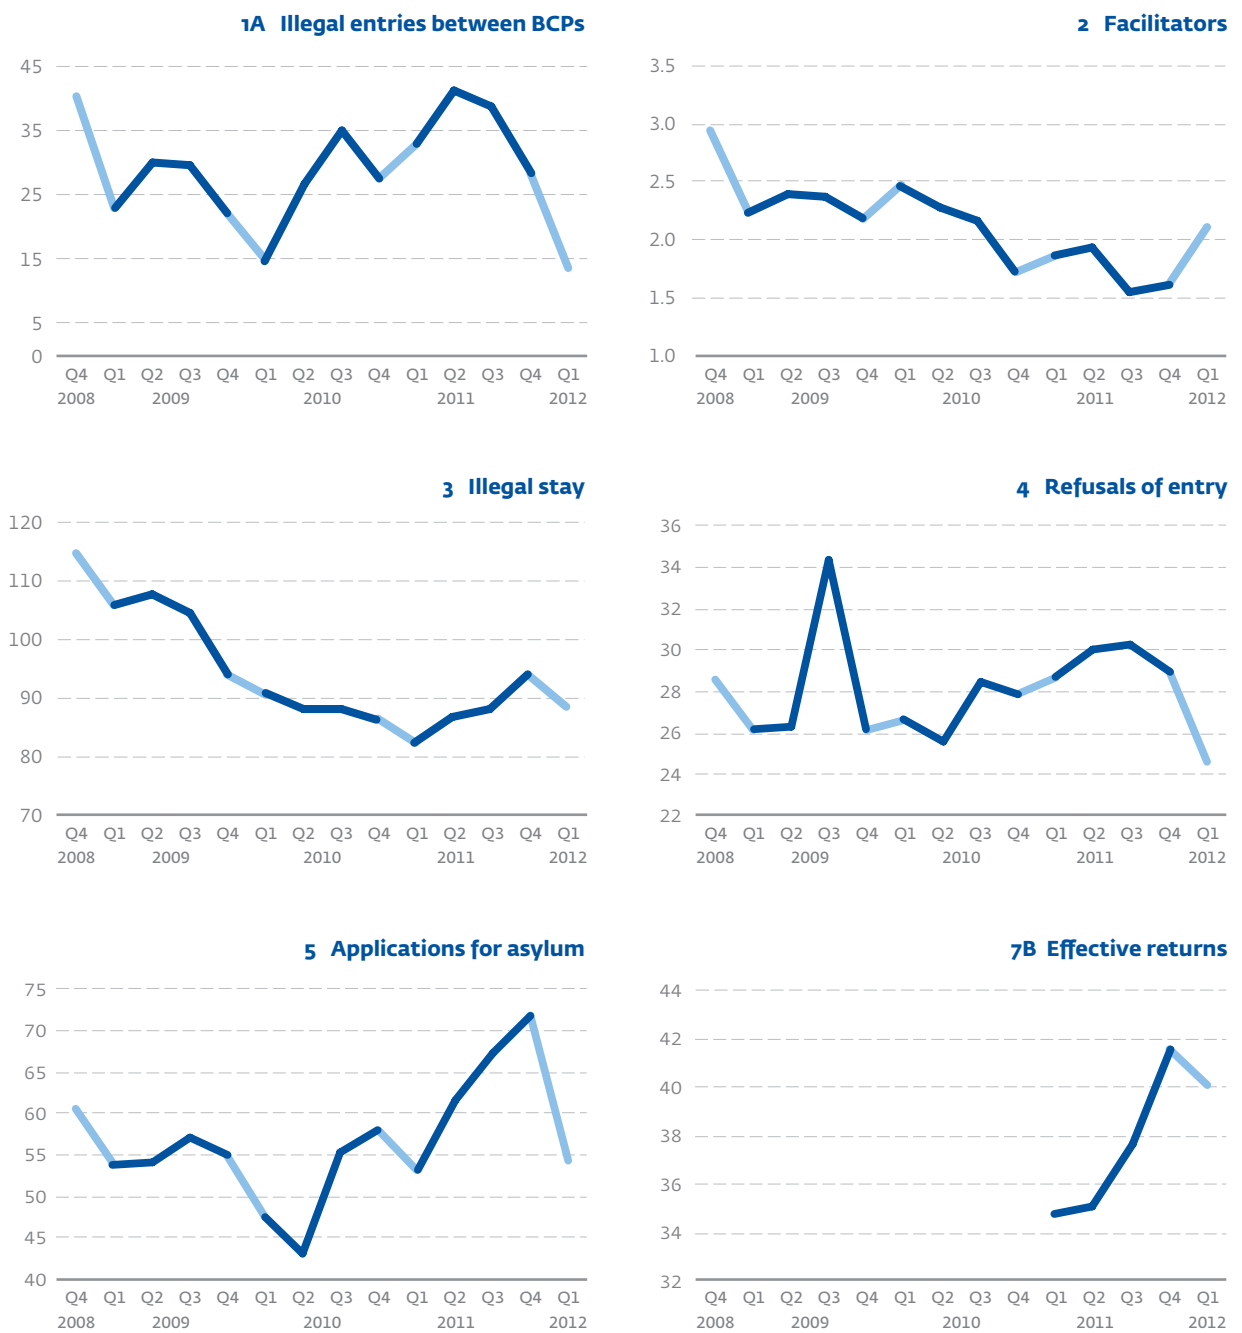 1A Illegal entries between BCPs
45
35
25
15
5
0
Q4 Q1 Q2 Q3 Q4 Q1 Q2 Q3 Q4 Q1 Q2 Q3 Q4 Q1
2008 2009 2010 2011 2012
2 Facilitators
3.5
3.0
2.5
2.0
1.5
1.0
Q4 Q1 Q2 Q3 Q4 Q1 Q2 Q3 Q4 Q1 Q2 Q3 Q4 Q1
2008 2009 2010 2011 2012
3 Illegal stay
120
110
100
90
80
70
Q4 Q1 Q2 Q3 Q4 Q1 Q2 Q3 Q4 Q1 Q2 Q3 Q4 Q1
2008 2009 2010 2011 2012
4 Refusals of entry
36
34
32
30
28
26
24
22
Q4 Q1 Q2 Q3 Q4 Q1 Q2 Q3 Q4 Q1 Q2 Q3 Q4 Q1
2008 2009 2010 2011 2012
5 Applications for asylum
75
70
65
60
55
50
45
40
Q4 Q1 Q2 Q3 Q4 Q1 Q2 Q3 Q4 Q1 Q2 Q3 Q4 Q1
2008 2009 2010 2011 2012
7B Effective returns
44
42
40
38
36
34
32
Q4 Q1 Q2 Q3 Q4 Q1 Q2 Q3 Q4 Q1 Q2 Q3 Q4 Q1
2008 2009 2010 2011 2012